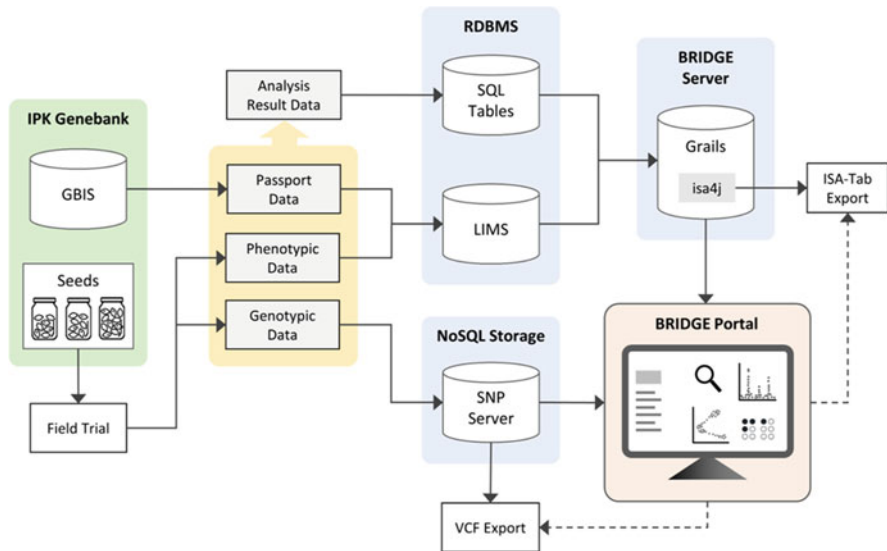 RDBMS
BRIDGE
Server
Analysis
Result Data
SQL
Tables
IPK Genebank
GBIS
Passport
Data
Grails
isa4j
ISA-Tab
Export
LIMS
Phenotypic
Data
Seeds
Genotypic
Data
NoSQL Storage
BRIDGE Portal
SNP
Server
Field Trial
VCF Export